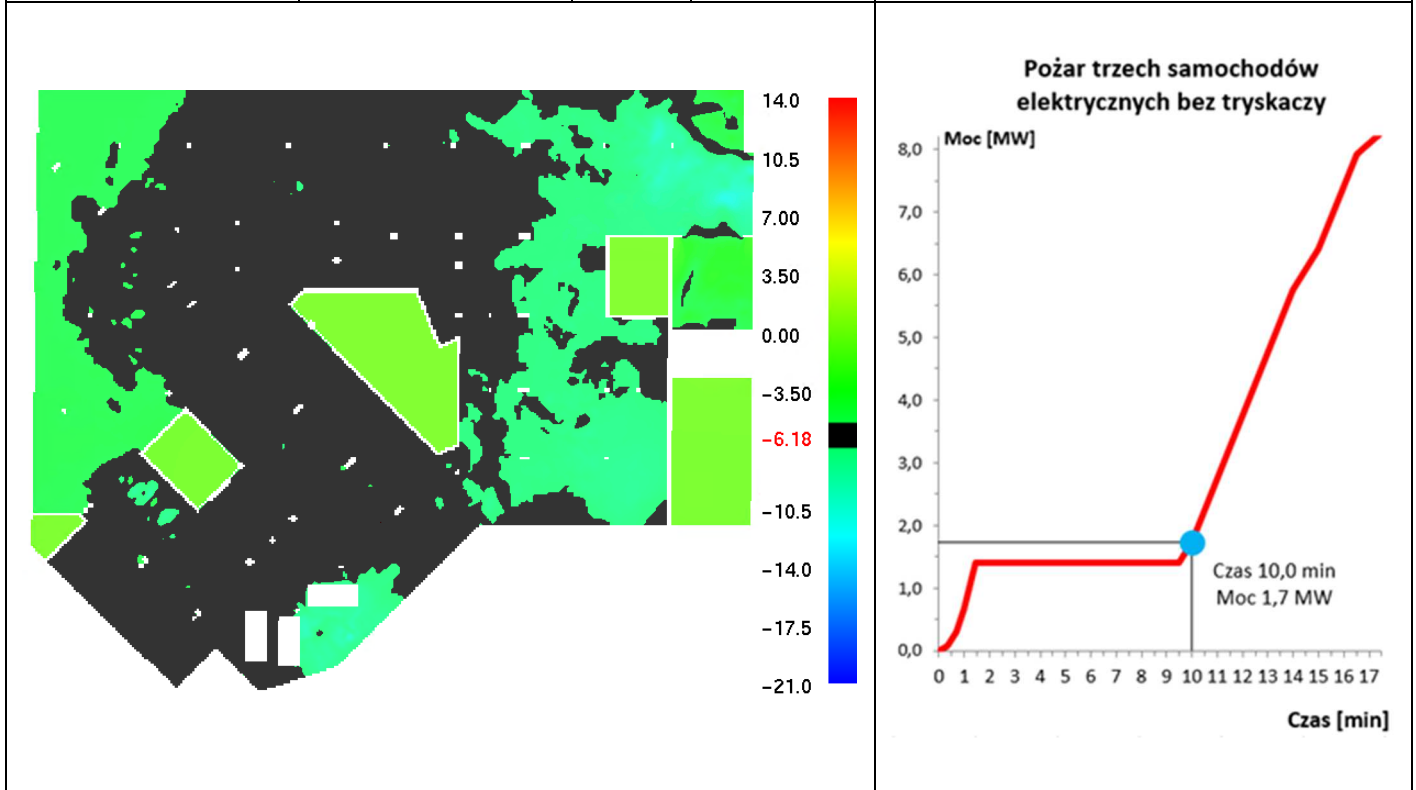 14.0
10.5
7.00
3.50
0.00
−3.50
−6.18
−10.5
−14.0
−17.5
−21.0
Pożar trzech samochodów
elektrycznych bez tryskaczy
Moc [MW]
8,0
7,0
6,0
5,0
4,0
3,0
2,0
1,0
0,0
Czas 10,0 min
Moc 1,7 MW
0 1 2 3 4 5 6 7 8 9 10 11 12 13 14 15 16 17
Czas [min]